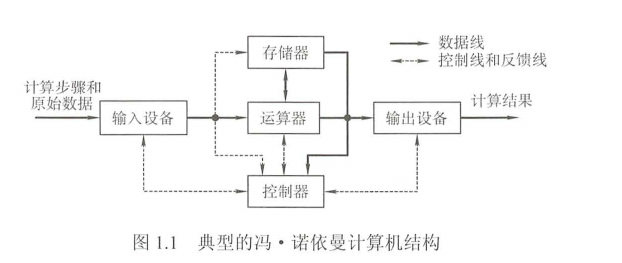 存储器
数据线
控制线和反馈线
计算步骤和
原始数据
输入设备
运算器
输出设备
计算结果
控制器
图 1.1 典型的冯·诺依曼计算机结构